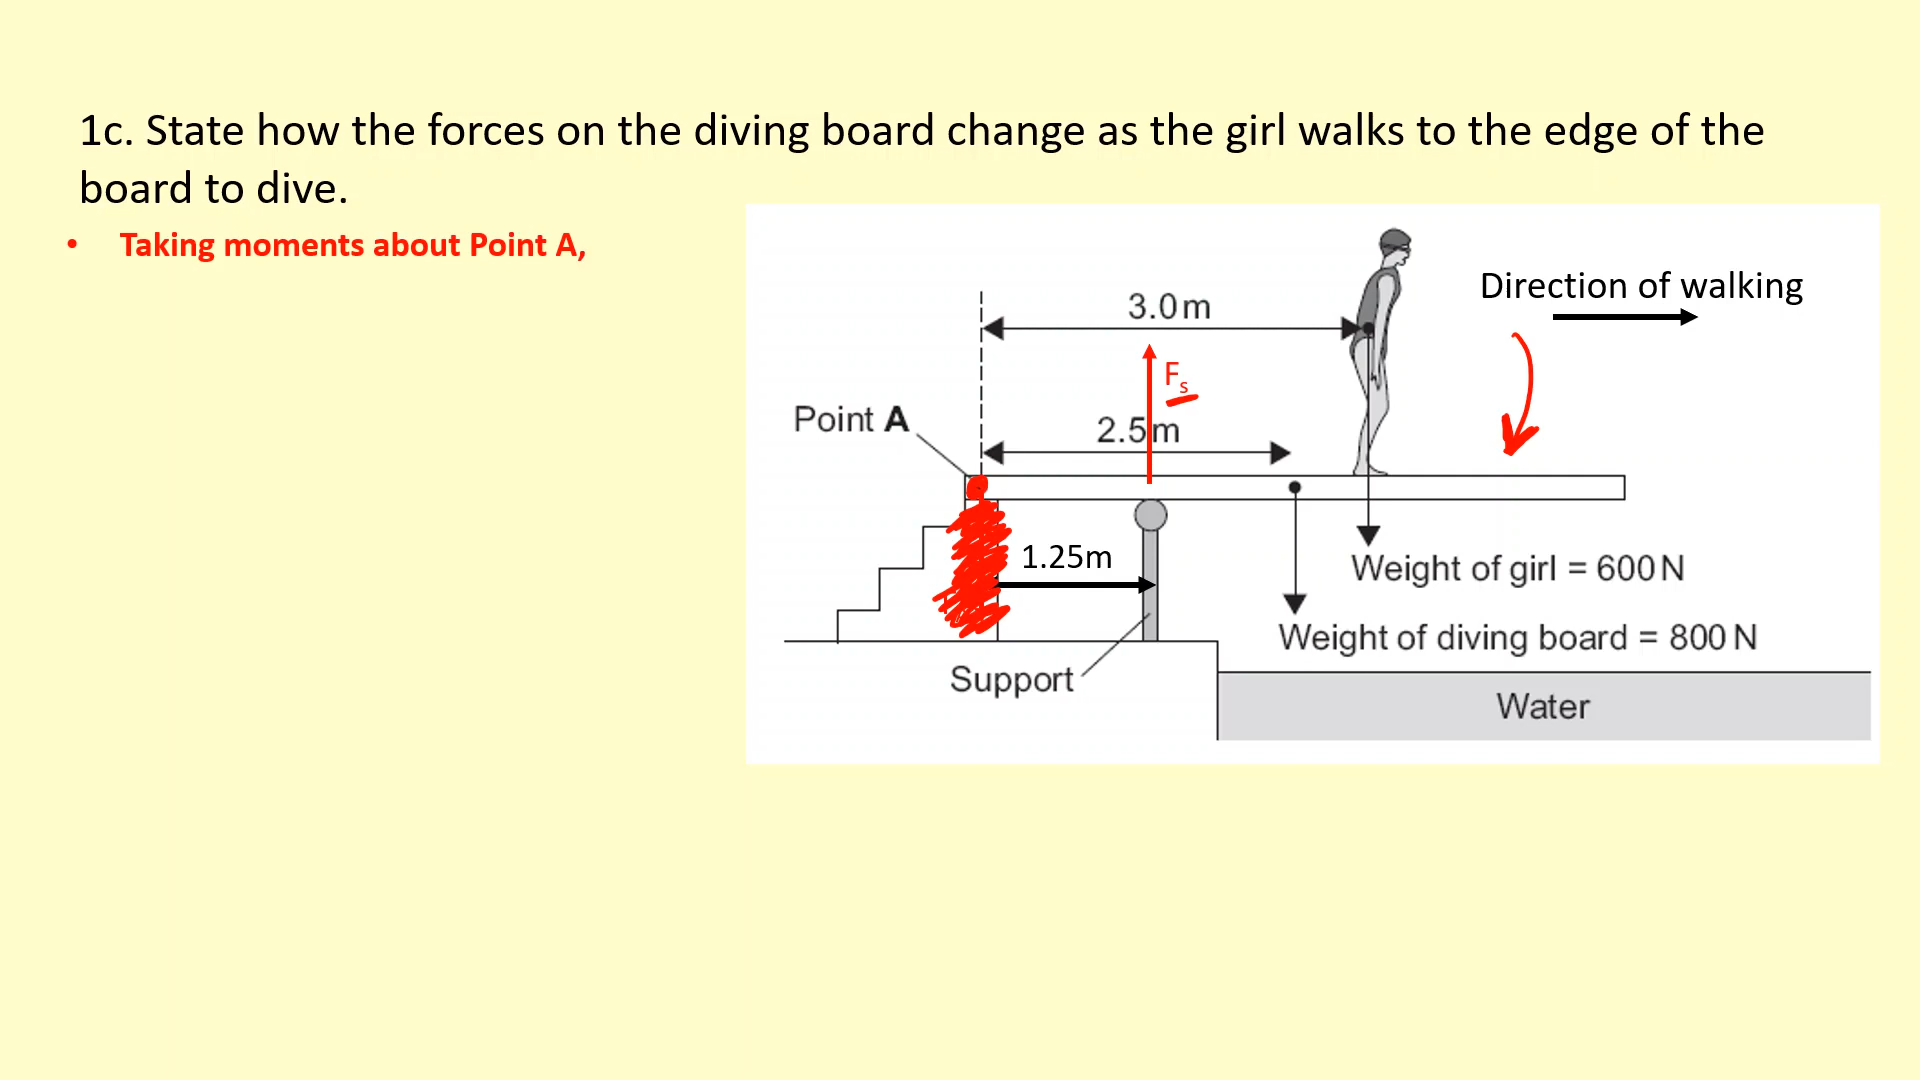 1c. State how the forces on the diving board change as the girl walks to the edge of the
board to dive.
• Taking moments about Point A,
Direction of walking
3.0 m
Fs
Point A
2.5 m
1.25m
Weight of girl = 600 N
Weight of diving board = 800 N
Support
Water